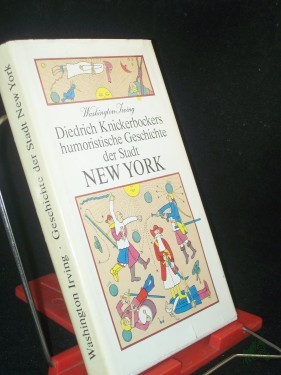 Washington Irving
Diedrich Knickerbockers
humoristische Geschichte
der Stadt
NEW YORK
Washington Irving · Geschichte der Stadt New York